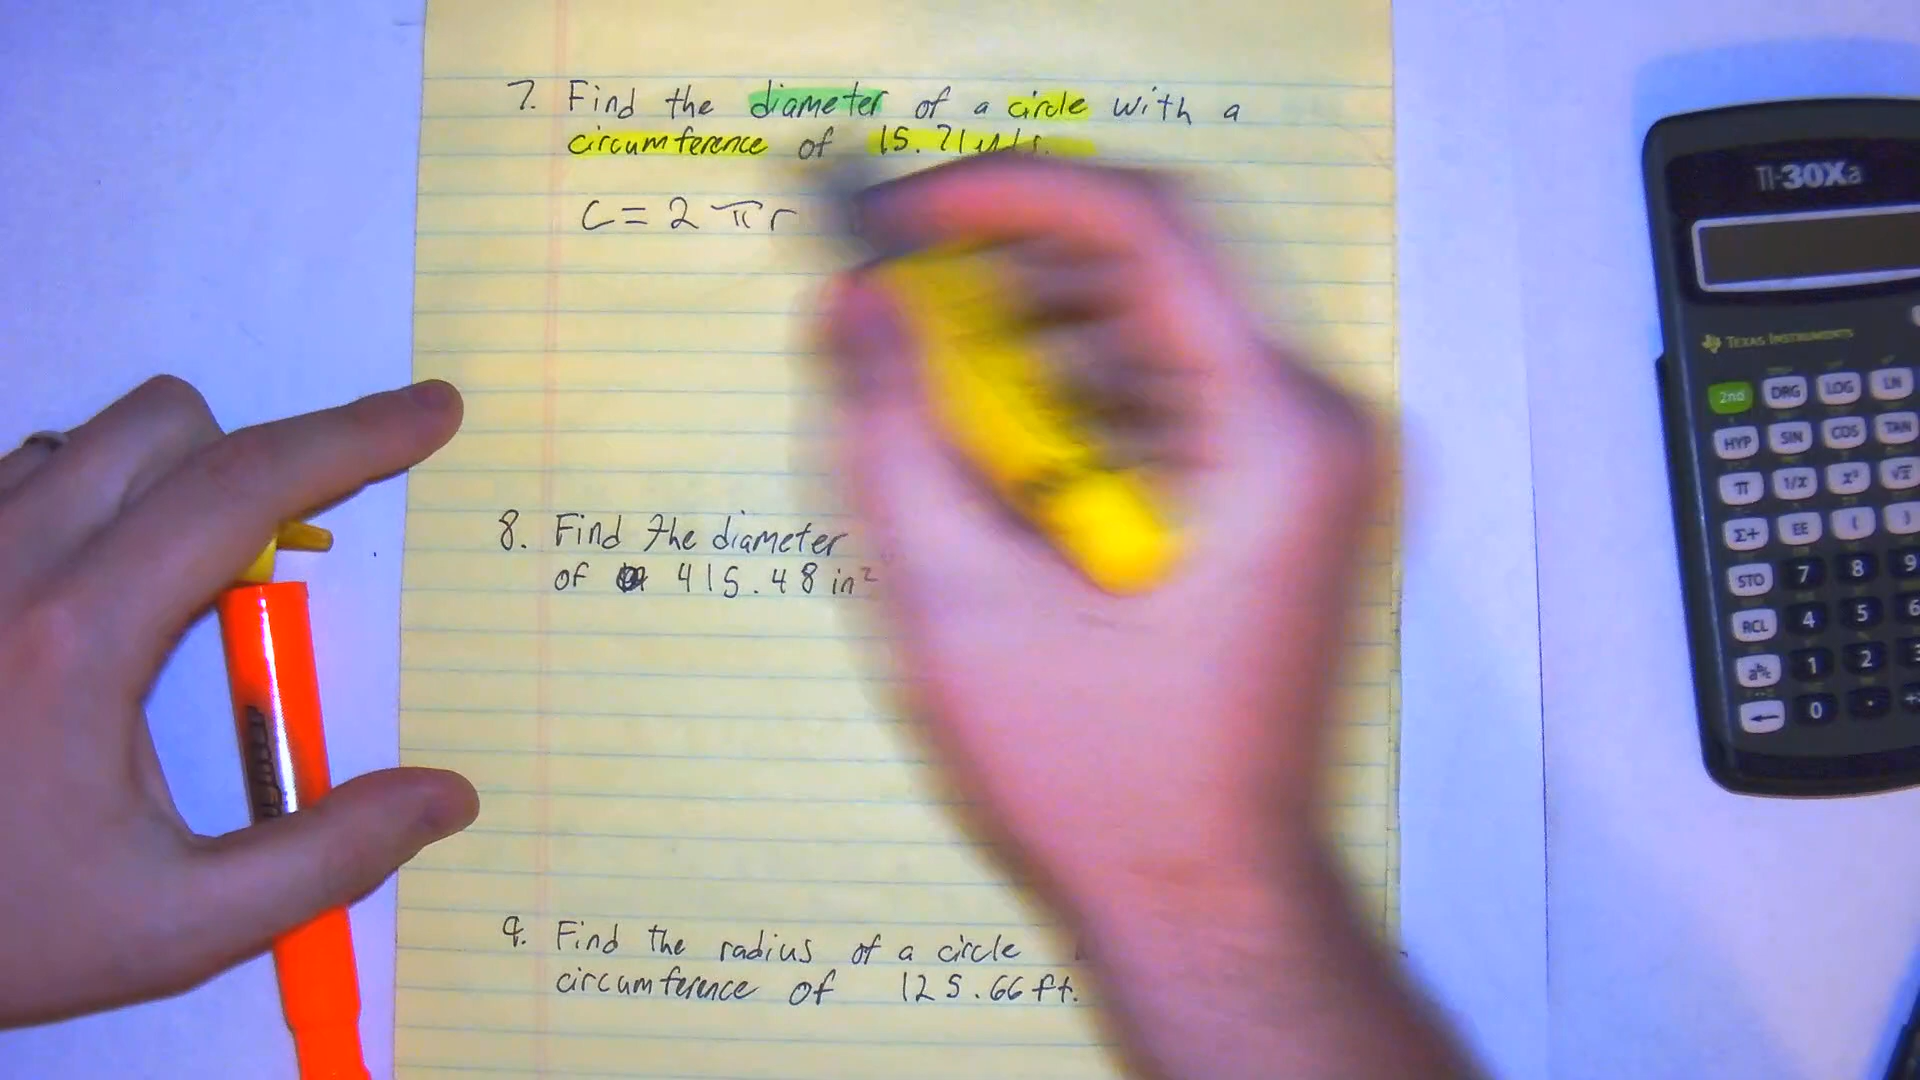 7. Find the diameter of a circle with a
circumference of 15.71 yds.
C = 2 π r
8. Find the diameter
of 415.48 in²
9. Find the radius of a circle
circumference of 125.66 ft.
TI-30Xa
TEXAS INSTRUMENTS
2nd DRG LOG LN
HYP SIN COS TAN
π 1/x x² √x
Σ+ EE ( )
STO 7 8 9
RCL 4 5 6
a b/c 1 2 3
← 0 .